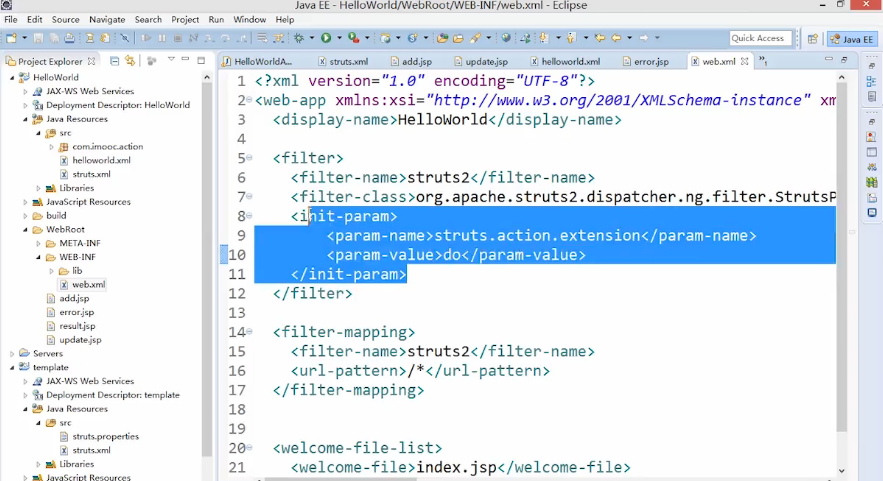 Java EE - HelloWorld/WebRoot/WEB-INF/web.xml - Eclipse
File Edit Source Navigate Search Project Run Window Help
Quick Access
Java EE
Project Explorer
HelloWorld
JAX-WS Web Services
Deployment Descriptor: HelloWorld
Java Resources
src
com.imooc.action
helloworld.xml
struts.xml
Libraries
JavaScript Resources
build
WebRoot
META-INF
WEB-INF
lib
web.xml
add.jsp
error.jsp
result.jsp
update.jsp
Servers
template
JAX-WS Web Services
Deployment Descriptor: template
Java Resources
src
struts.properties
struts.xml
Libraries
JavaScript Resources
HelloWorldA... struts.xml add.jsp update.jsp helloworld.xml error.jsp web.xml »1
1 <?xml version="1.0" encoding="UTF-8"?>
2 <web-app xmlns:xsi="http://www.w3.org/2001/XMLSchema-instance" xm
3 <display-name>HelloWorld</display-name>
4
5 <filter>
6 <filter-name>struts2</filter-name>
7 <filter-class>org.apache.struts2.dispatcher.ng.filter.StrutsP
8 <init-param>
9 <param-name>struts.action.extension</param-name>
10 <param-value>do</param-value>
11 </init-param>
12 </filter>
13
14 <filter-mapping>
15 <filter-name>struts2</filter-name>
16 <url-pattern>/*</url-pattern>
17 </filter-mapping>
18
19
20 <welcome-file-list>
21 <welcome-file>index.jsp</welcome-file>